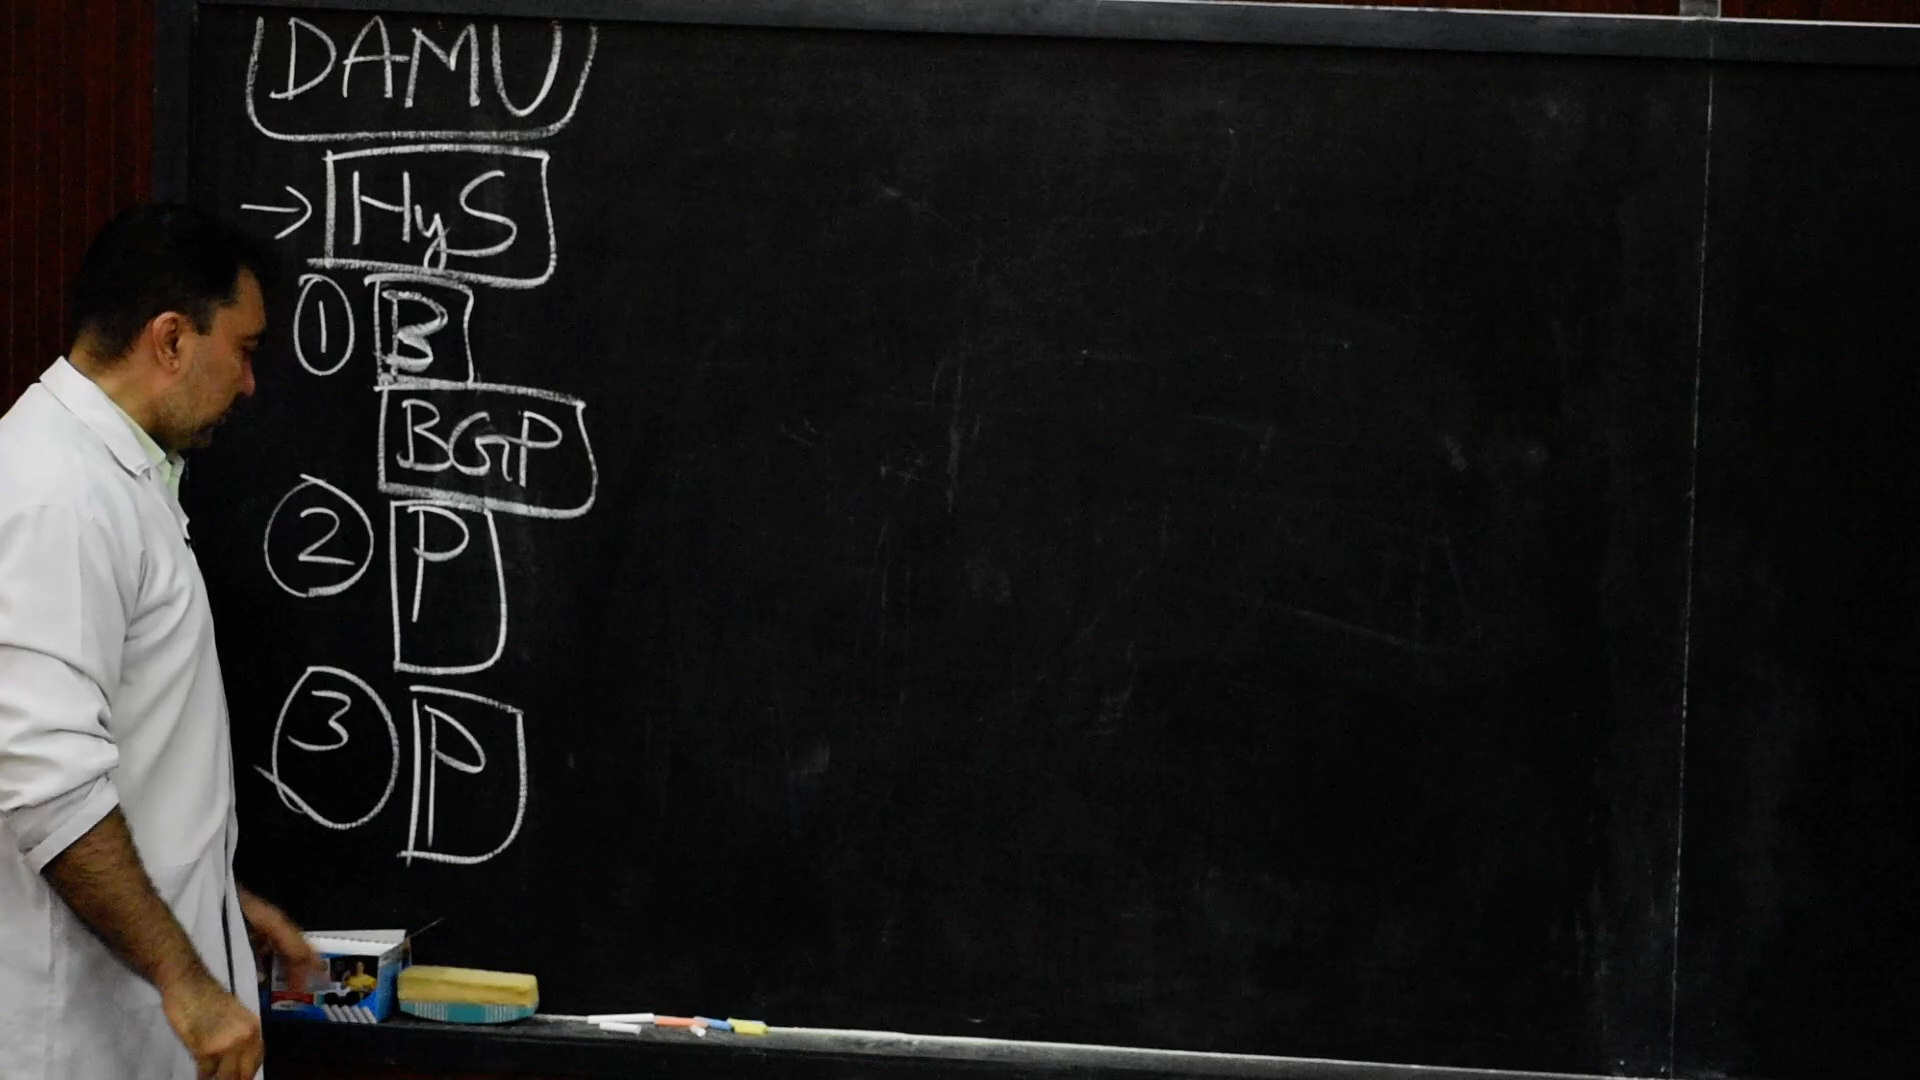 DAMU
→ HyS
① B
BGP
② P
③ P